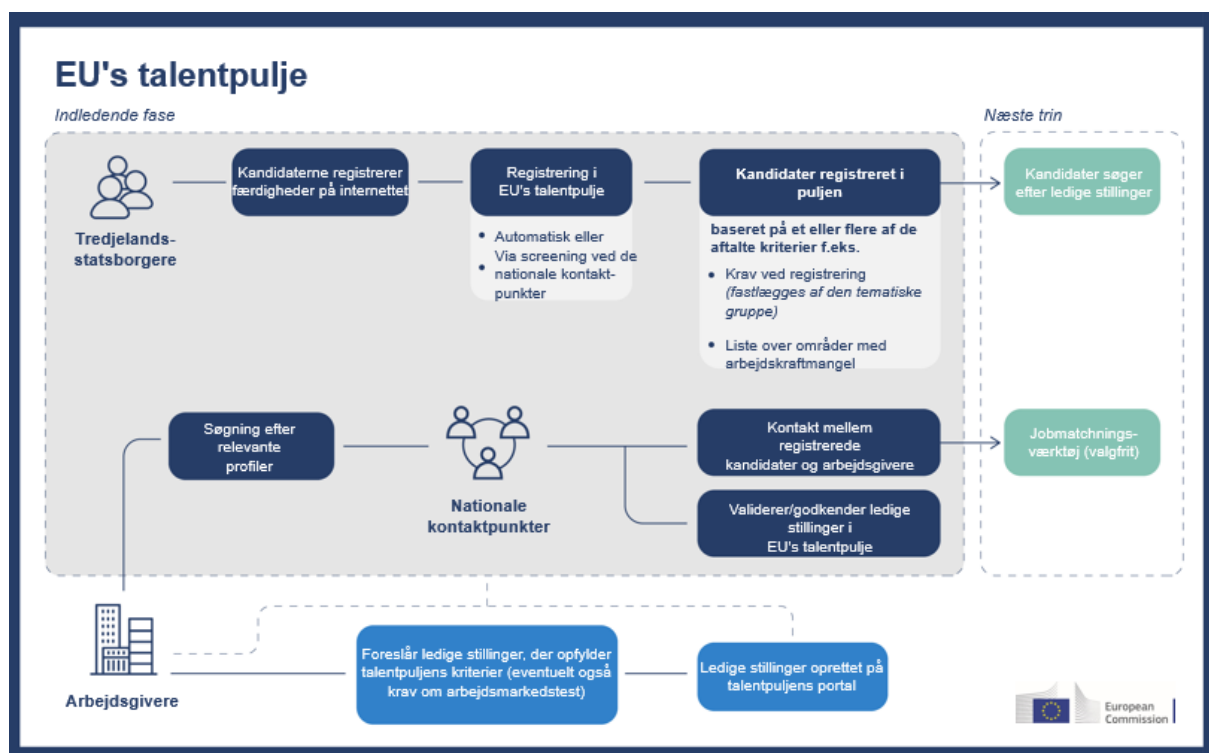 EU's talentpulje
Indledende fase
Næste trin
Tredjelands-
statsborgere
Kandidaterne registrerer
færdigheder på internettet
Registrering i
EU's talentpulje
• Automatisk eller
Via screening ved de
• nationale kontakt-
punkter
Kandidater registreret i
puljen
baseret på et eller flere af de
aftalte kriterier f.eks.
• Krav ved registrering
(fastlægges af den tematiske
gruppe)
• Liste over områder med
arbejdskraftmangel
Kandidater søger
efter ledige stillinger
Søgning efter
relevante
profiler
Nationale
kontaktpunkter
Kontakt mellem
registrerede
kandidater og arbejdsgivere
Validerer/godkender ledige
stillinger i
EU's talentpulje
Jobmatchnings-
værktøj (valgfrit)
Arbejdsgivere
Foreslår ledige stillinger, der opfylder
talentpuljens kriterier (eventuelt også
krav om arbejdsmarkedstest)
Ledige stillinger oprettet på
talentpuljens portal
European
Commission